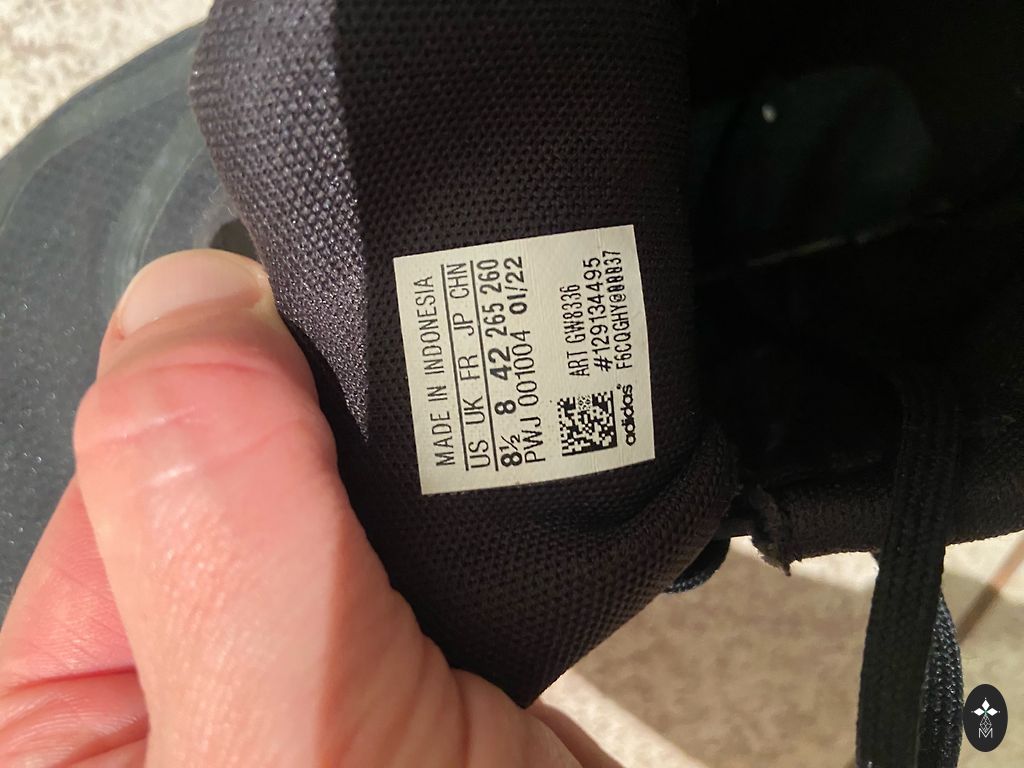 MADE IN INDONESIA
US UK FR JP CHN
8½ 8 42 265 260
PWJ 001004 01/22
ART GW8336
#129134495
F6CQGHY@
adidas
M